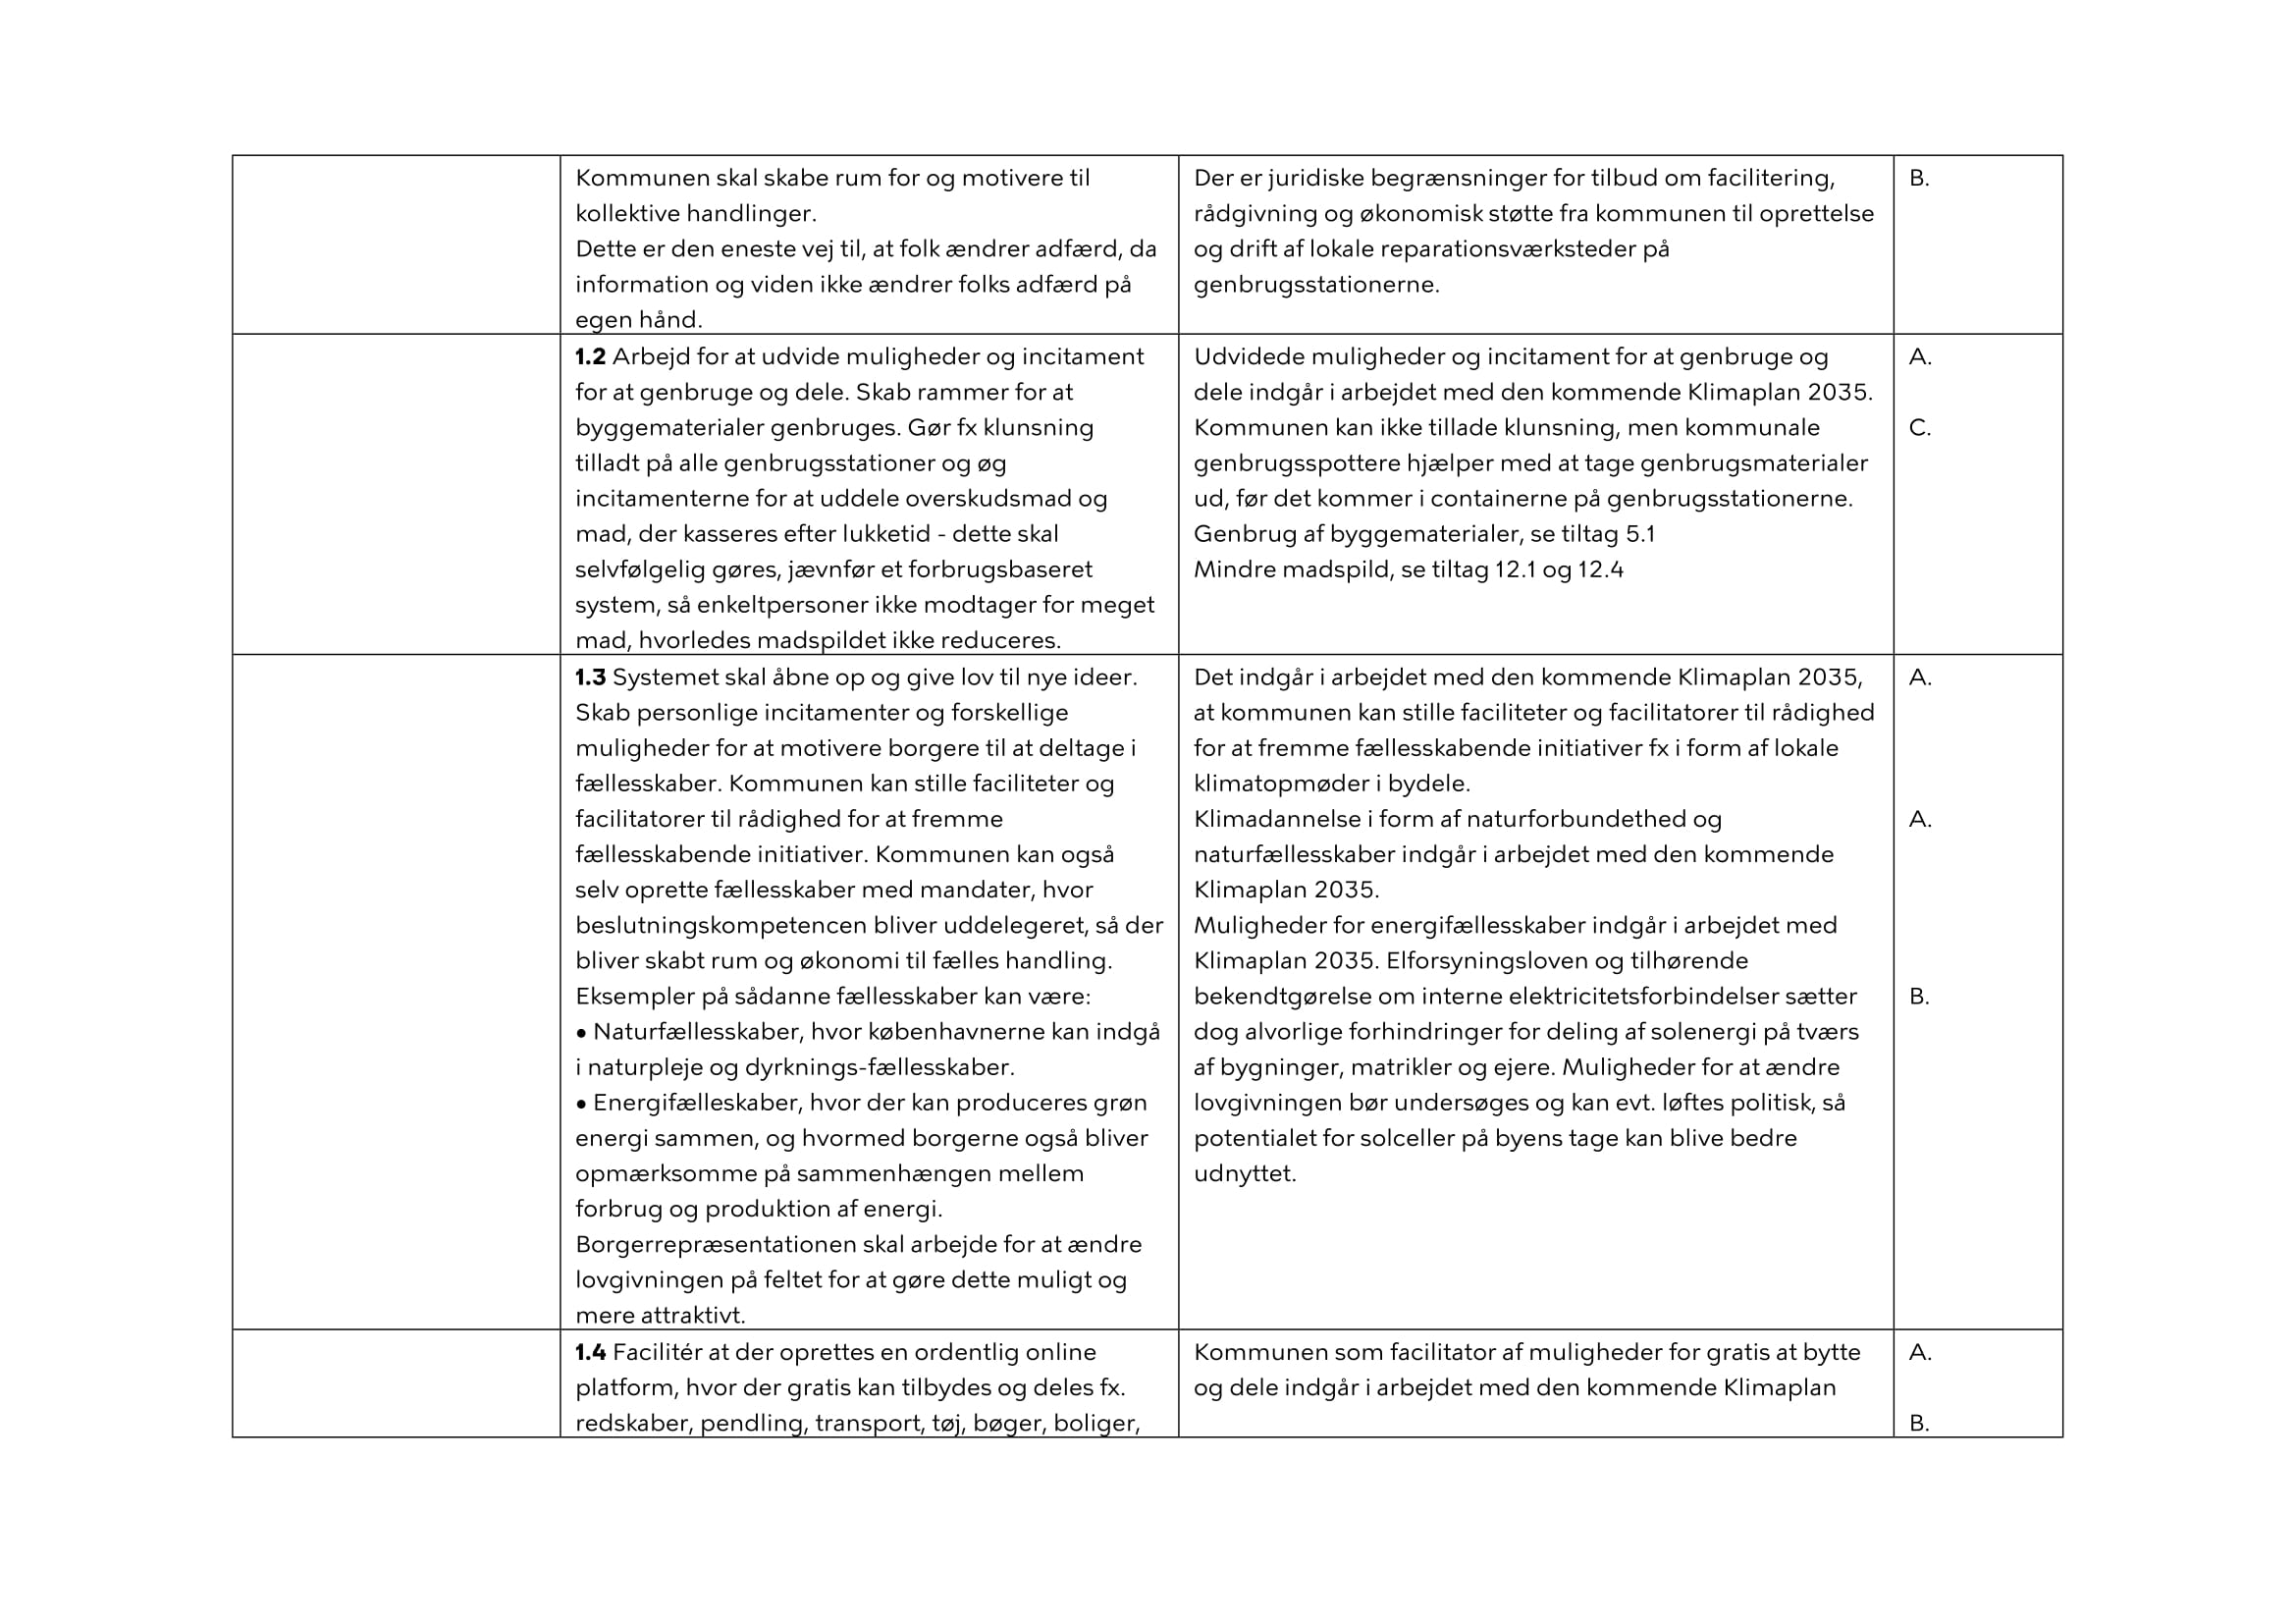 Kommunen skal skabe rum for og motivere til
kollektive handlinger.
Dette er den eneste vej til, at folk ændrer adfærd, da
information og viden ikke ændrer folks adfærd på
egen hånd.
Der er juridiske begrænsninger for tilbud om facilitering,
rådgivning og økonomisk støtte fra kommunen til oprettelse
og drift af lokale reparationsværksteder på
genbrugsstationerne.
B.
1.2 Arbejd for at udvide muligheder og incitament
for at genbruge og dele. Skab rammer for at
byggematerialer genbruges. Gør fx klunsning
tilladt på alle genbrugsstationer og øg
incitamenterne for at uddele overskudsmad og
mad, der kasseres efter lukketid - dette skal
selvfølgelig gøres, jævnfør et forbrugsbaseret
system, så enkeltpersoner ikke modtager for meget
mad, hvorledes madspildet ikke reduceres.
Udvidede muligheder og incitament for at genbruge og
dele indgår i arbejdet med den kommende Klimaplan 2035.
Kommunen kan ikke tillade klunsning, men kommunale
genbrugsspottere hjælper med at tage genbrugsmaterialer
ud, før det kommer i containerne på genbrugsstationerne.
Genbrug af byggematerialer, se tiltag 5.1
Mindre madspild, se tiltag 12.1 og 12.4
A.
C.
1.3 Systemet skal åbne op og give lov til nye ideer.
Skab personlige incitamenter og forskellige
muligheder for at motivere borgere til at deltage i
fællesskaber. Kommunen kan stille faciliteter og
facilitatorer til rådighed for at fremme
fællesskabende initiativer. Kommunen kan også
selv oprette fællesskaber med mandater, hvor
beslutningskompetencen bliver uddelegeret, så der
bliver skabt rum og økonomi til fælles handling.
Eksempler på sådanne fællesskaber kan være:
• Naturfællesskaber, hvor københavnerne kan indgå
i naturpleje og dyrknings-fællesskaber.
• Energifælleskaber, hvor der kan produceres grøn
energi sammen, og hvormed borgerne også bliver
opmærksomme på sammenhængen mellem
forbrug og produktion af energi.
Borgerrepræsentationen skal arbejde for at ændre
lovgivningen på feltet for at gøre dette muligt og
mere attraktivt.
Det indgår i arbejdet med den kommende Klimaplan 2035,
at kommunen kan stille faciliteter og facilitatorer til rådighed
for at fremme fællesskabende initiativer fx i form af lokale
klimatopmøder i bydele.
Klimadannelse i form af naturforbundethed og
naturfællesskaber indgår i arbejdet med den kommende
Klimaplan 2035.
Muligheder for energifællesskaber indgår i arbejdet med
Klimaplan 2035. Elforsyningsloven og tilhørende
bekendtgørelse om interne elektricitetsforbindelser sætter
dog alvorlige forhindringer for deling af solenergi på tværs
af bygninger, matrikler og ejere. Muligheder for at ændre
lovgivningen bør undersøges og kan evt. løftes politisk, så
potentialet for solceller på byens tage kan blive bedre
udnyttet.
A.
A.
B.
1.4 Facilitér at der oprettes en ordentlig online
platform, hvor der gratis kan tilbydes og deles fx.
redskaber, pendling, transport, tøj, bøger, boliger,
Kommunen som facilitator af muligheder for gratis at bytte
og dele indgår i arbejdet med den kommende Klimaplan
A.
B.